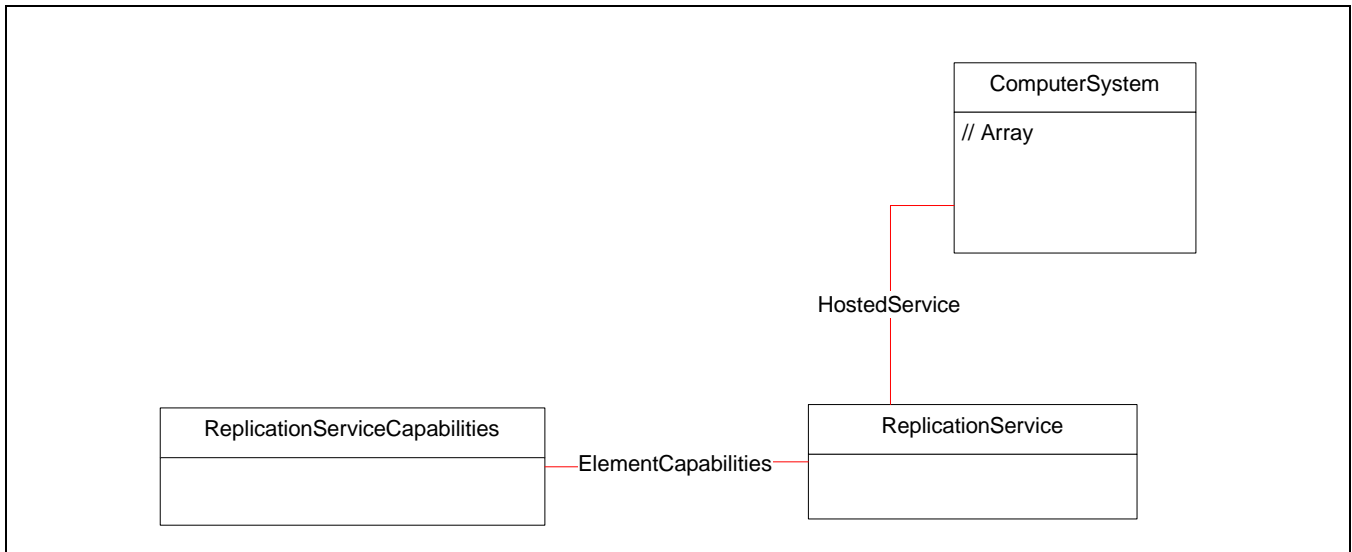 ComputerSystem
// Array
HostedService
ReplicationServiceCapabilities
ElementCapabilities
ReplicationService